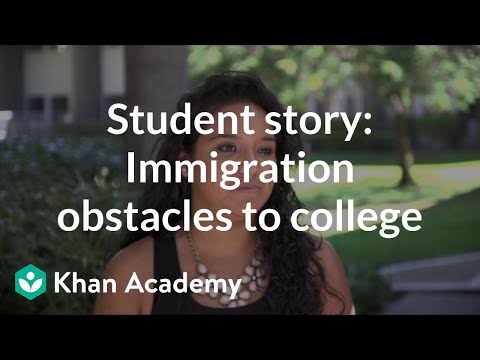 Student story:
Immigration
obstacles to college
Khan Academy